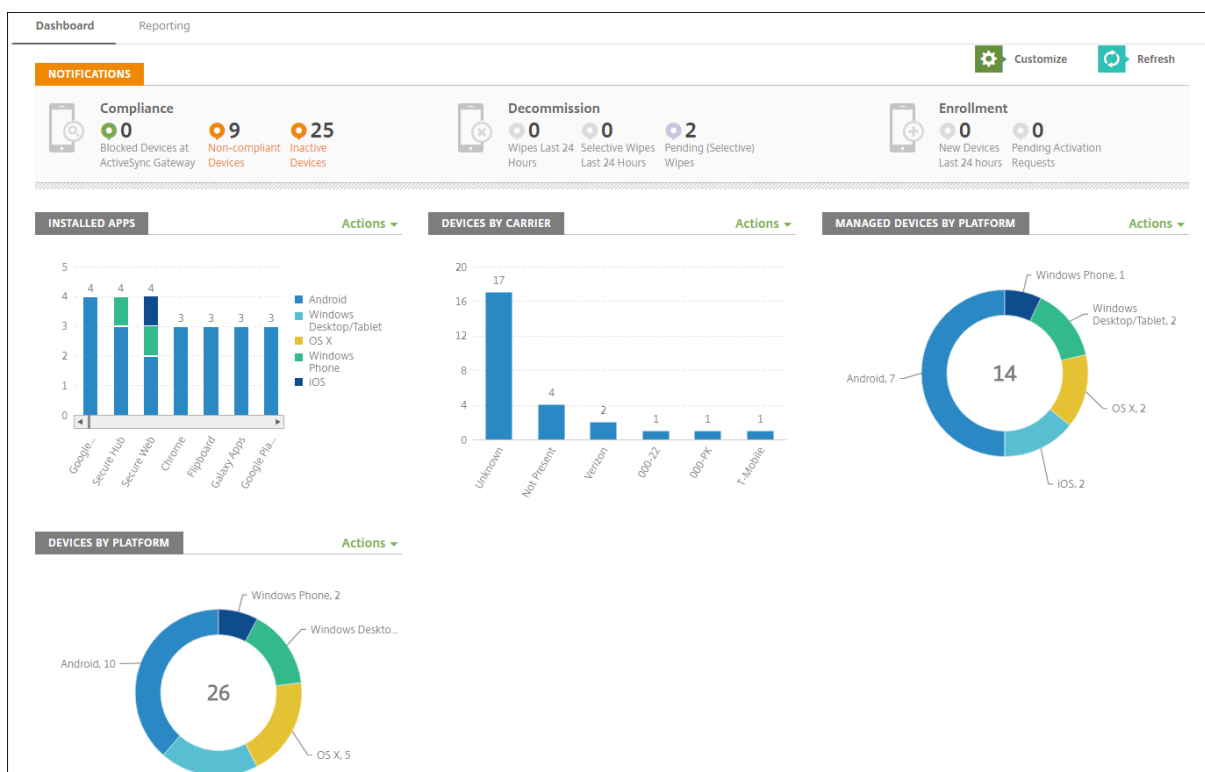 Dashboard Reporting
Customize Refresh
NOTIFICATIONS
Compliance
0 9 25
Blocked Devices at Non-compliant Inactive
ActiveSync Gateway Devices Devices
Decommission
0 0 2
Wipes Last 24 Selective Wipes Pending (Selective)
Hours Last 24 Hours Wipes
Enrollment
0 0
New Devices Pending Activation
Last 24 hours Requests
INSTALLED APPS Actions
5
4
3
2
1
0
4 4 4 3 3 3 3
Google...
Secure Hub
Secure Web
Chrome
Flipboard
Galaxy Apps
Google Pla...
Android
Windows
Desktop/Tablet
OS X
Windows
Phone
iOS
DEVICES BY CARRIER Actions
20
16
12
8
4
0
17 4 2 1 1 1
Unknown
Not Present
Verizon
000-22
000-PK
T-Mobile
MANAGED DEVICES BY PLATFORM Actions
Windows Phone, 1
Windows
Desktop/Tablet, 2
Android, 7
14
OS X, 2
iOS, 2
DEVICES BY PLATFORM Actions
Windows Phone, 2
Windows Deskto...
Android, 10
26
OS X, 5